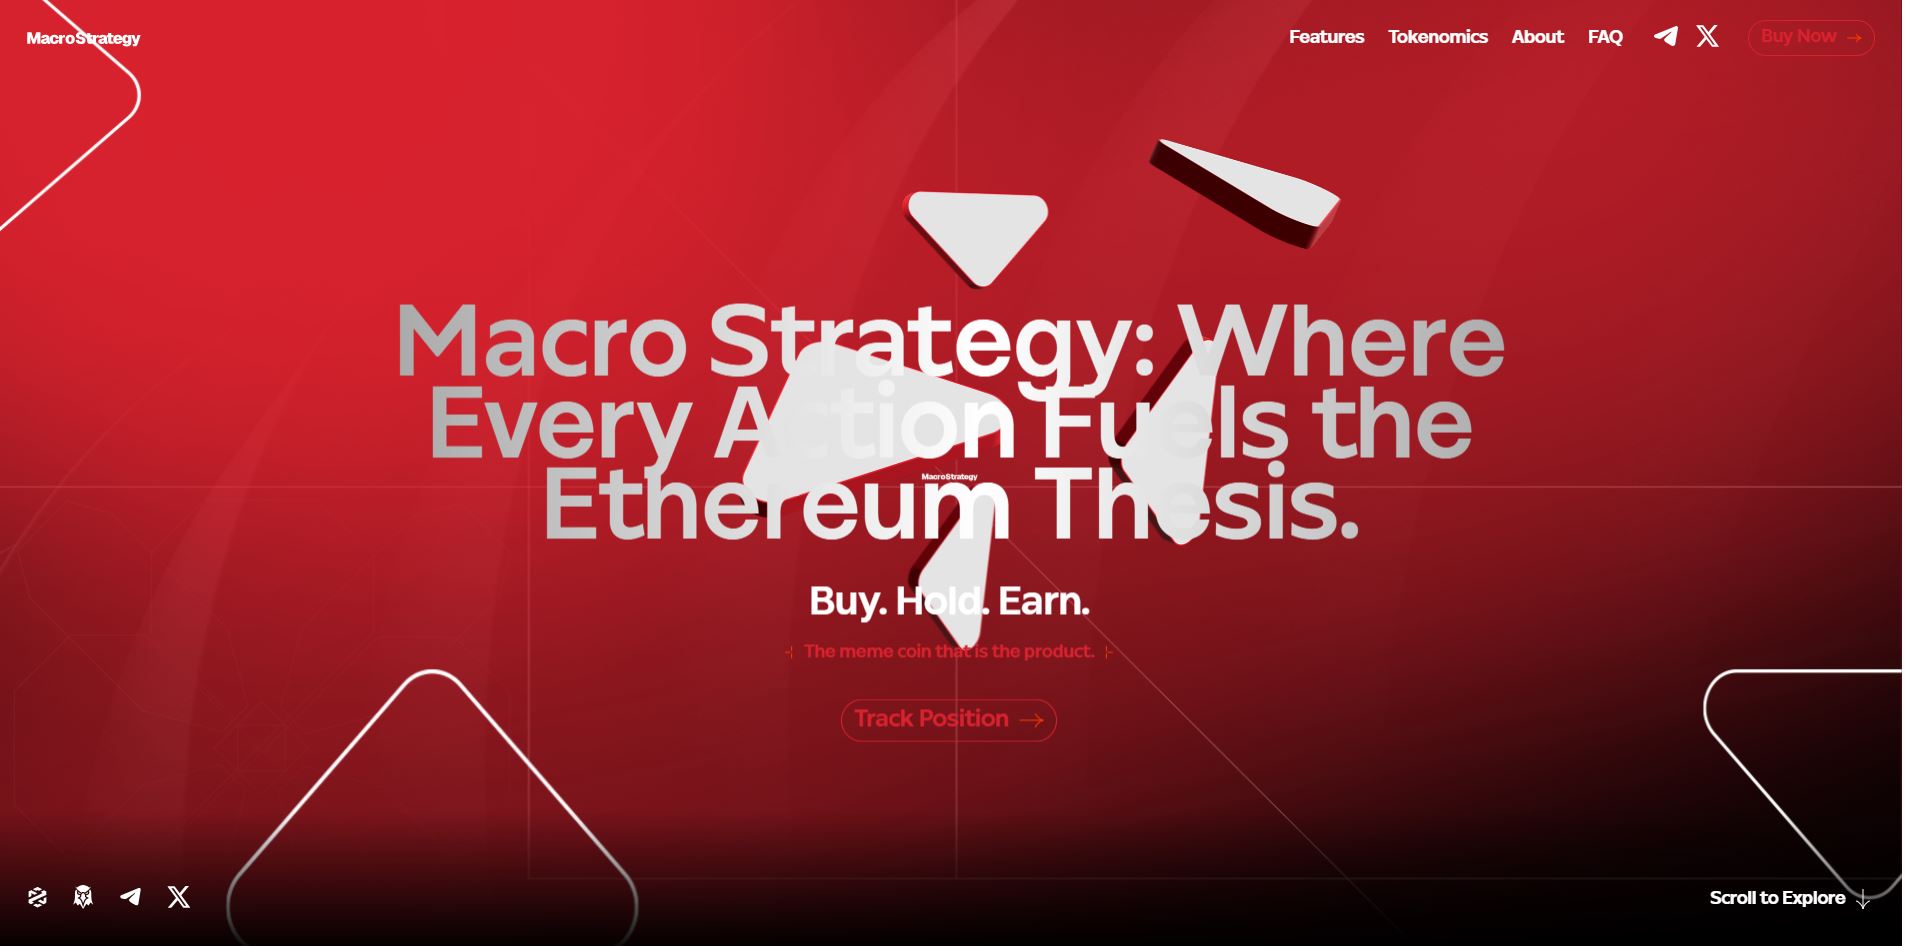 MacroStrategy
Features Tokenomics About FAQ Buy Now
Macro Strategy: Where
Every Action Fuels the
Ethereum Thesis.
MacroStrategy
Buy. Hold. Earn.
The meme coin that is the product.
Track Position
Scroll to Explore